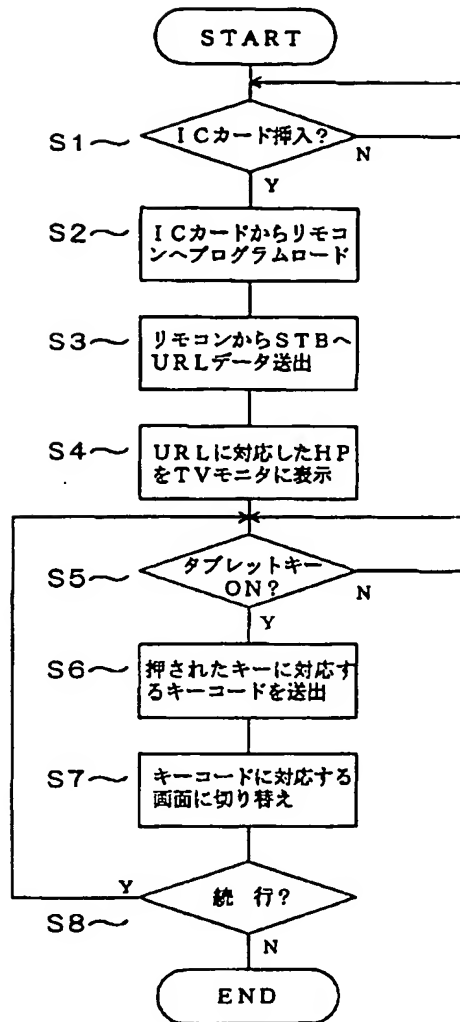 START
S1～
ICカード挿入?
N
Y
S2～
ICカードからリモコ
ンへプログラムロード
S3～
リモコンからSTBへ
URLデータ送出
S4～
URLに対応したHP
をTVモニタに表示
S5～
タブレットキー
ON?
N
Y
S6～
押されたキーに対応す
るキーコードを送出
S7～
キーコードに対応する
画面に切り替え
Y
続 行?
S8～
N
END